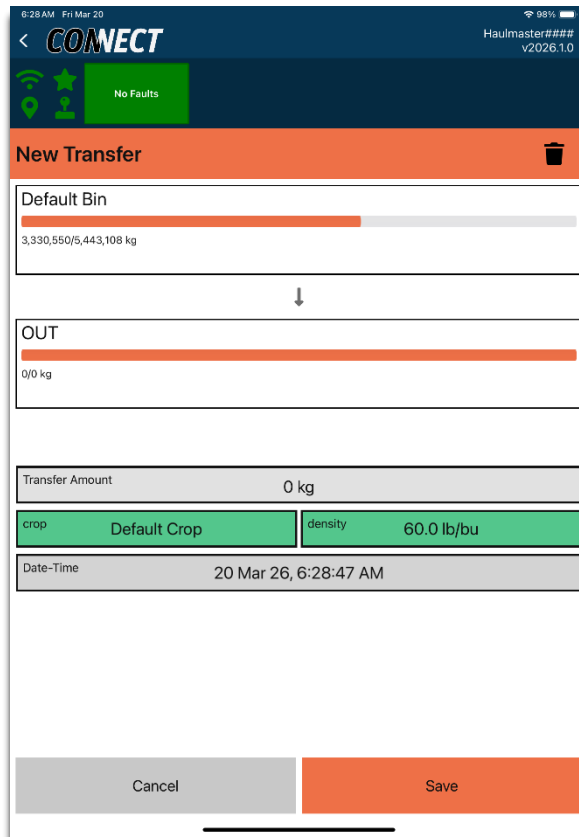 6:28 AM Fri Mar 20
98%
CONNECT
Haulmaster####
v2026.1.0
No Faults
New Transfer
Default Bin
3,330,550/5,443,108 kg
OUT
0/0 kg
Transfer Amount
0 kg
crop
Default Crop
density
60.0 lb/bu
Date-Time
20 Mar 26, 6:28:47 AM
Cancel
Save